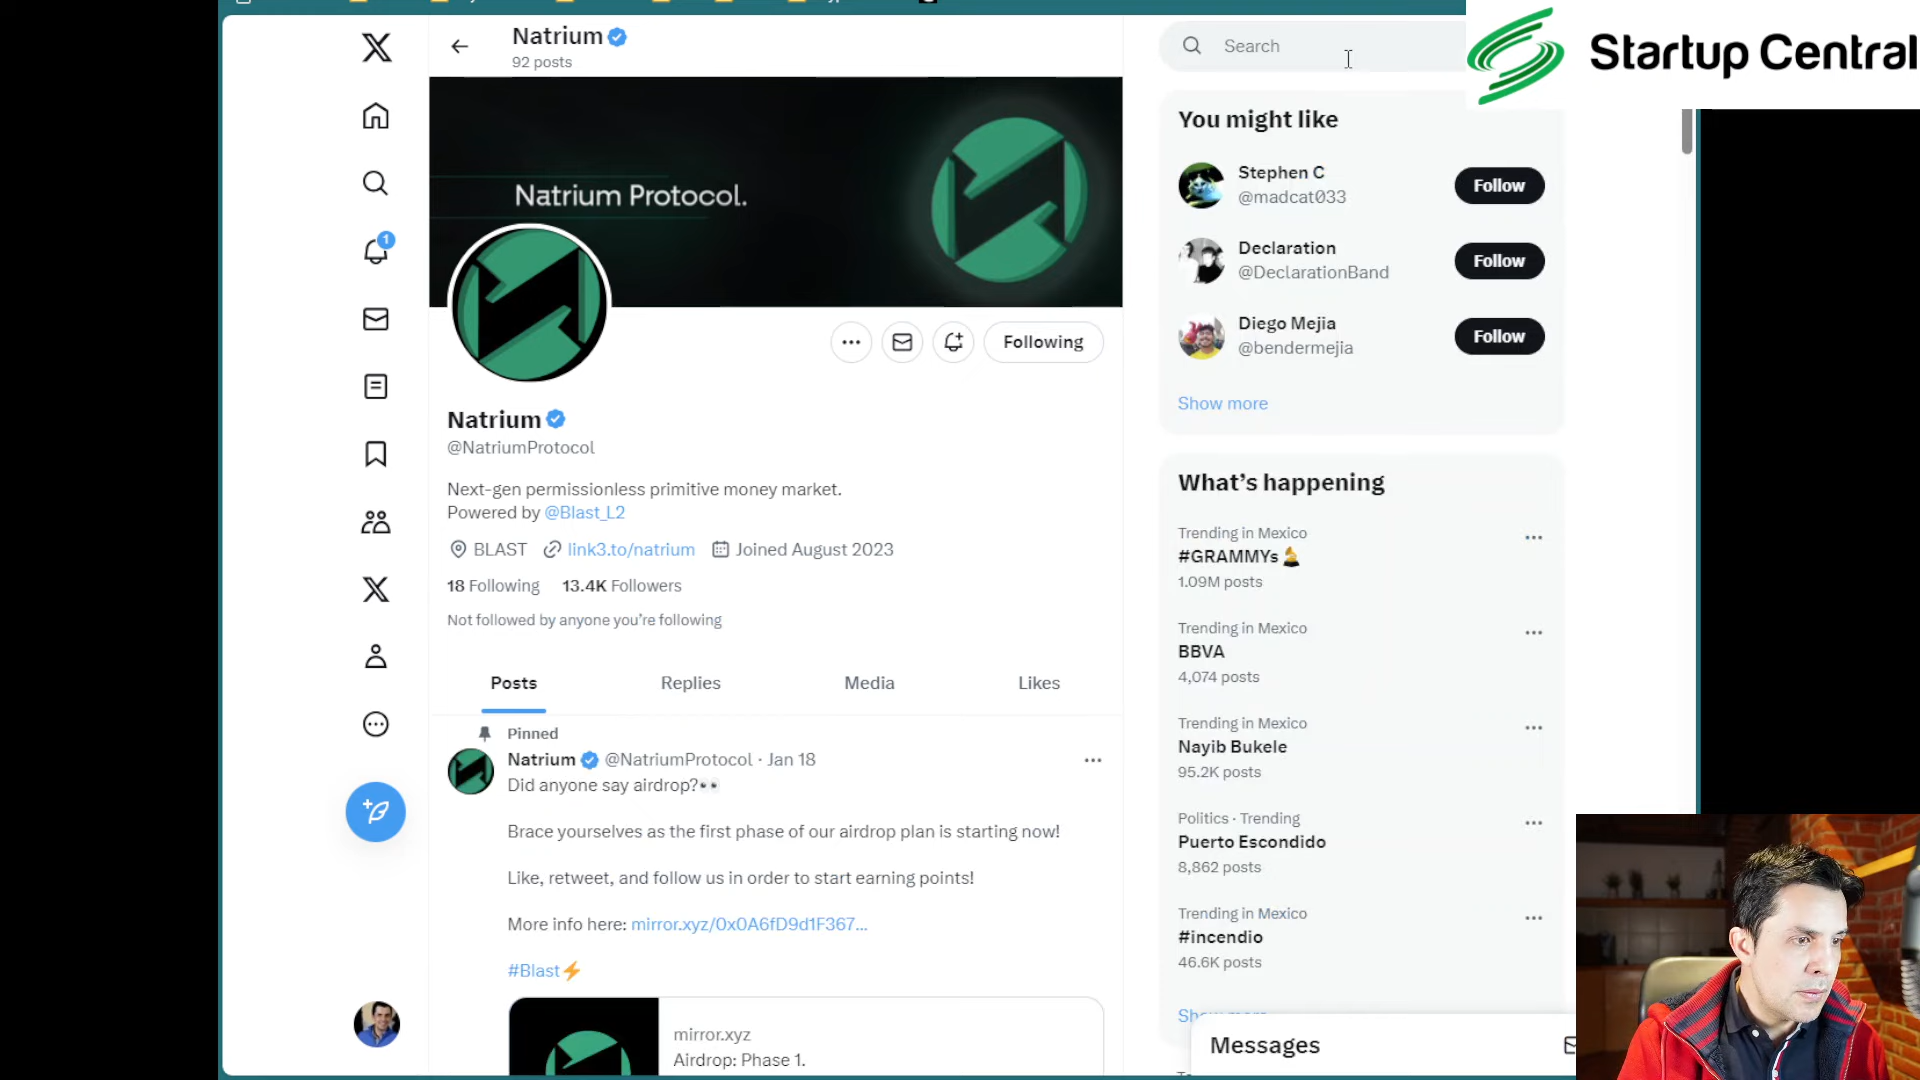 Natrium
92 posts
Natrium Protocol.
Following
Natrium
@NatriumProtocol
Next-gen permissionless primitive money market.
Powered by @Blast_L2
BLAST link3.to/natrium Joined August 2023
18 Following 13.4K Followers
Not followed by anyone you're following
Posts Replies Media Likes
Pinned
Natrium @NatriumProtocol · Jan 18
Did anyone say airdrop?👀
Brace yourselves as the first phase of our airdrop plan is starting now!
Like, retweet, and follow us in order to start earning points!
More info here: mirror.xyz/0x0A6fD9d1F367...
#Blast⚡
mirror.xyz
Airdrop: Phase 1.
1
Search
Startup Central
You might like
Stephen C
@madcat033
Follow
Declaration
@DeclarationBand
Follow
Diego Mejia
@bendermejia
Follow
Show more
What's happening
Trending in Mexico
#GRAMMYs
1.09M posts
Trending in Mexico
BBVA
4,074 posts
Trending in Mexico
Nayib Bukele
95.2K posts
Politics · Trending
Puerto Escondido
8,862 posts
Trending in Mexico
#incendio
46.6K posts
Show more
Messages